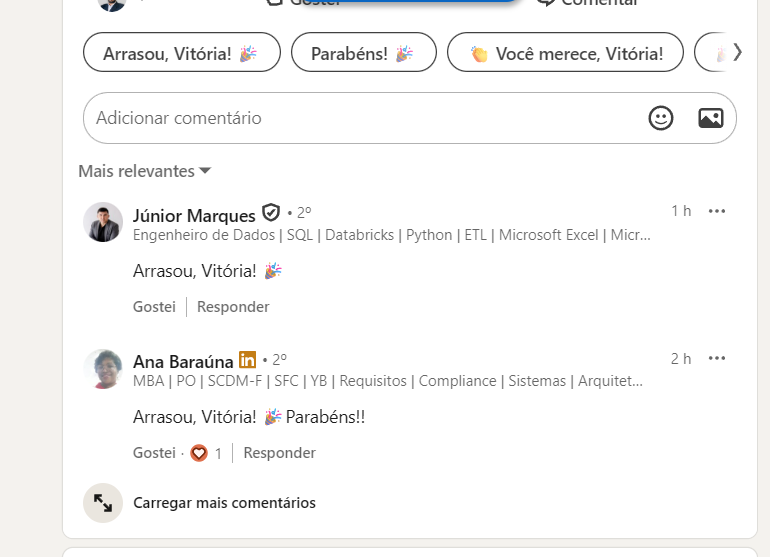 Gostei
Comentar
Arrasou, Vitória! 🎉
Parabéns! 🎉
👏 Você merece, Vitória!
Adicionar comentário
Mais relevantes
Júnior Marques • 2º
1 h
Engenheiro de Dados | SQL | Databricks | Python | ETL | Microsoft Excel | Micr...
Arrasou, Vitória! 🎉
Gostei | Responder
Ana Baraúna in • 2º
2 h
MBA | PO | SCDM-F | SFC | YB | Requisitos | Compliance | Sistemas | Arquitet...
Arrasou, Vitória! 🎉 Parabéns!!
Gostei · 1 | Responder
Carregar mais comentários